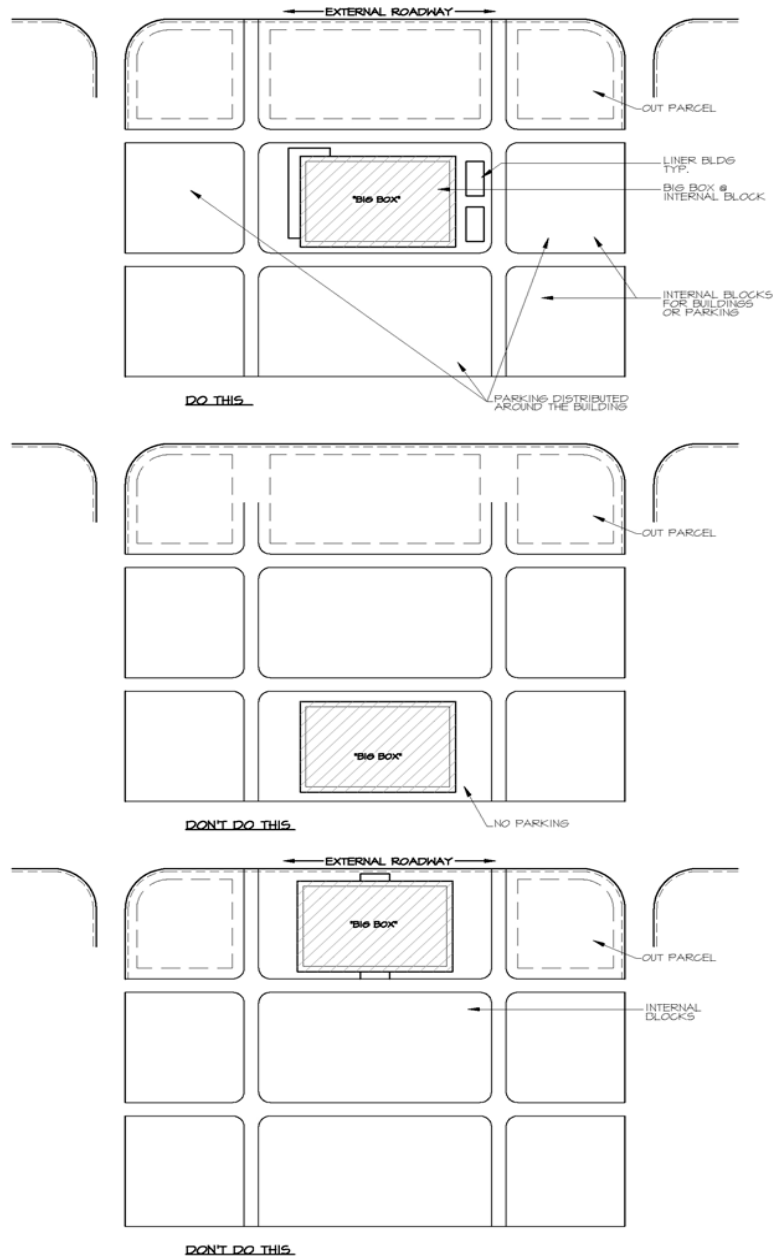 EXTERNAL ROADWAY
OUT PARCEL
LINER BLDG
TYP.
"BIG BOX"
BIG BOX @
INTERNAL BLOCK
INTERNAL BLOCKS
FOR BUILDINGS
OR PARKING
DO THIS
PARKING DISTRIBUTED
AROUND THE BUILDING
OUT PARCEL
"BIG BOX"
DON'T DO THIS
NO PARKING
EXTERNAL ROADWAY
"BIG BOX"
OUT PARCEL
INTERNAL
BLOCKS
DON'T DO THIS